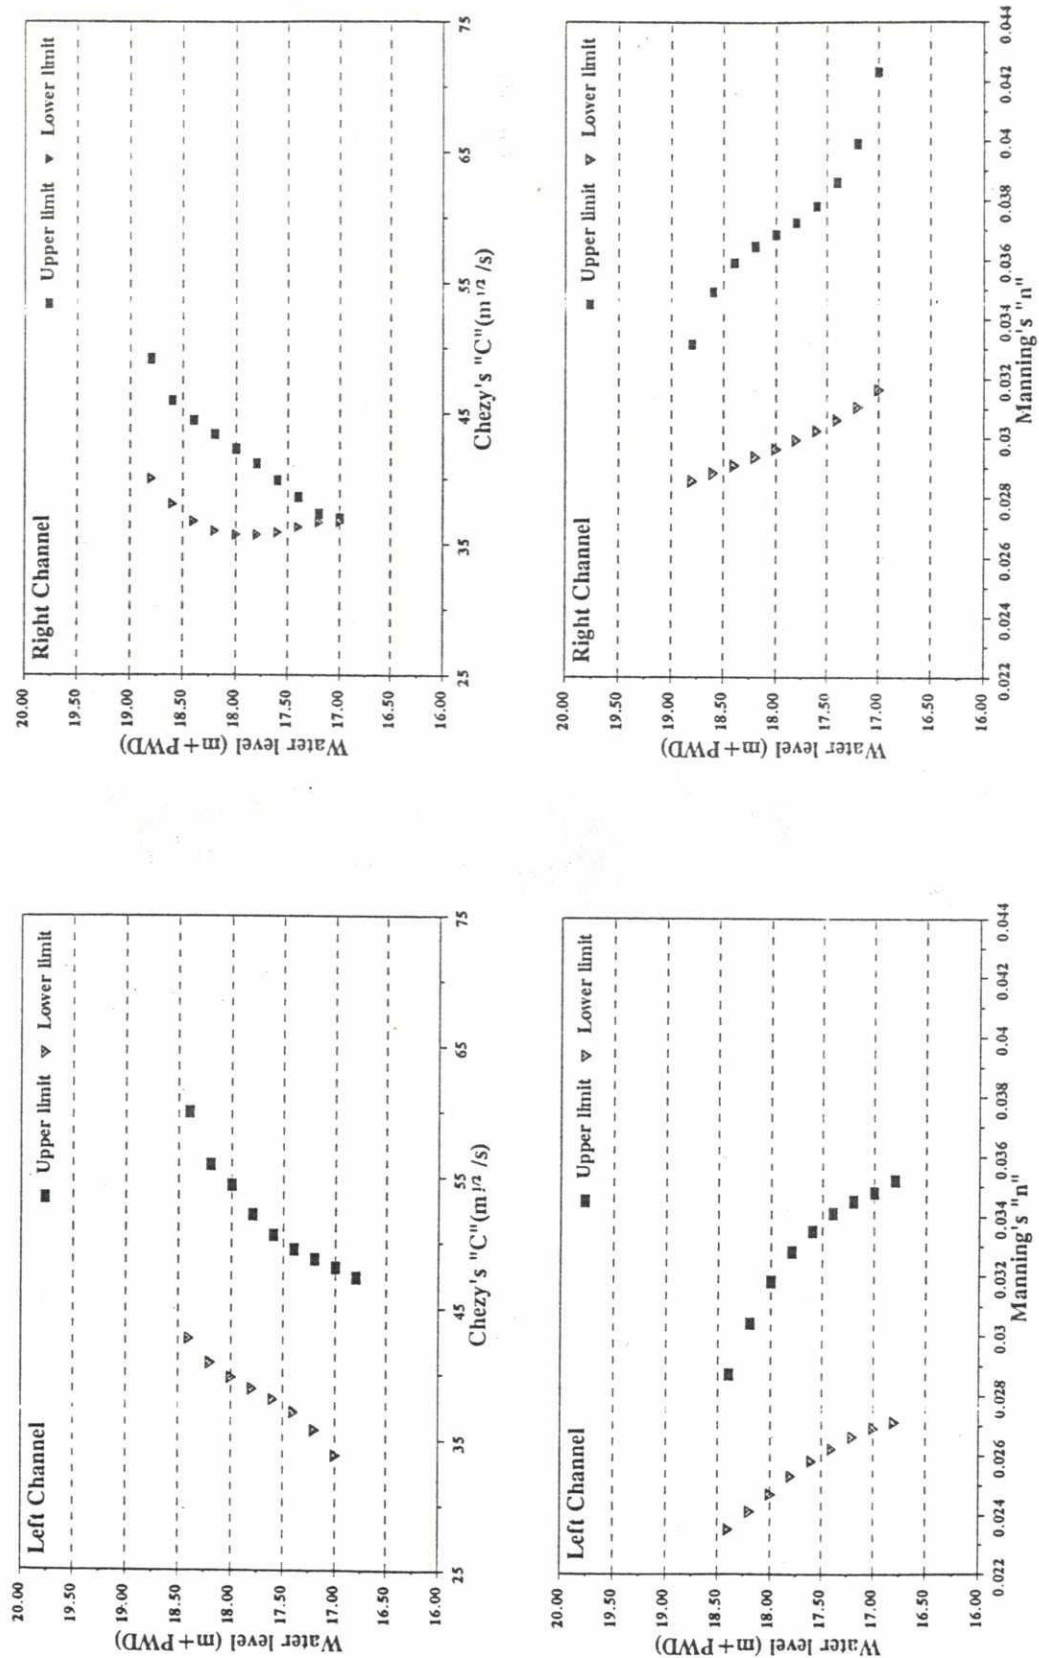 Left Channel
■ Upper limit ▽ Lower limit
20.00
19.50
19.00
18.50
18.00
17.50
17.00
16.50
16.00
Water level (m+PWD)
25 35 45 55 65 75
Chezy's "C"(m^1/2 /s)
Right Channel
■ Upper limit ▼ Lower limit
20.00
19.50
19.00
18.50
18.00
17.50
17.00
16.50
16.00
Water level (m+PWD)
25 35 45 55 65 75
Chezy's "C"(m^1/2 /s)
Left Channel
■ Upper limit ▽ Lower limit
20.00
19.50
19.00
18.50
18.00
17.50
17.00
16.50
16.00
Water level (m+PWD)
0.022 0.024 0.026 0.028 0.03 0.032 0.034 0.036 0.038 0.04 0.042 0.044
Manning's "n"
Right Channel
■ Upper limit ▽ Lower limit
20.00
19.50
19.00
18.50
18.00
17.50
17.00
16.50
16.00
Water level (m+PWD)
0.022 0.024 0.026 0.028 0.03 0.032 0.034 0.036 0.038 0.04 0.042 0.044
Manning's "n"